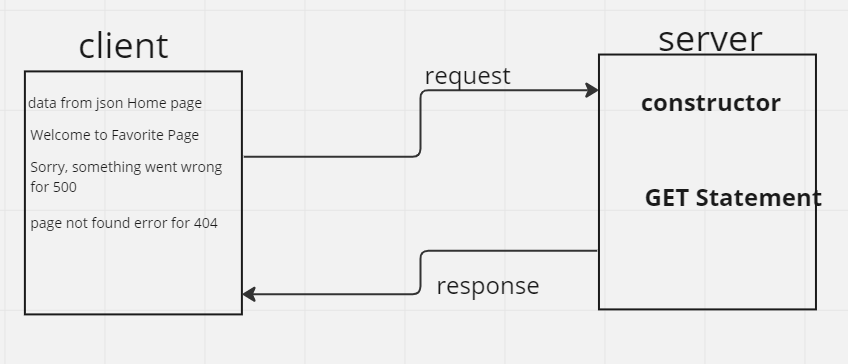 client
server
request
data from json Home page
Welcome to Favorite Page
Sorry, something went wrong
for 500
page not found error for 404
constructor
GET Statement
response